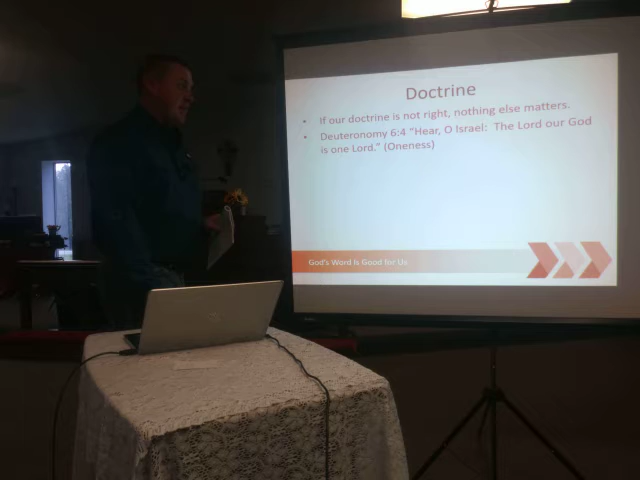 Doctrine
• If our doctrine is not right, nothing else matters.
• Deuteronomy 6:4 “Hear, O Israel: The Lord our God
is one Lord.” (Oneness)
God's Word Is Good for Us